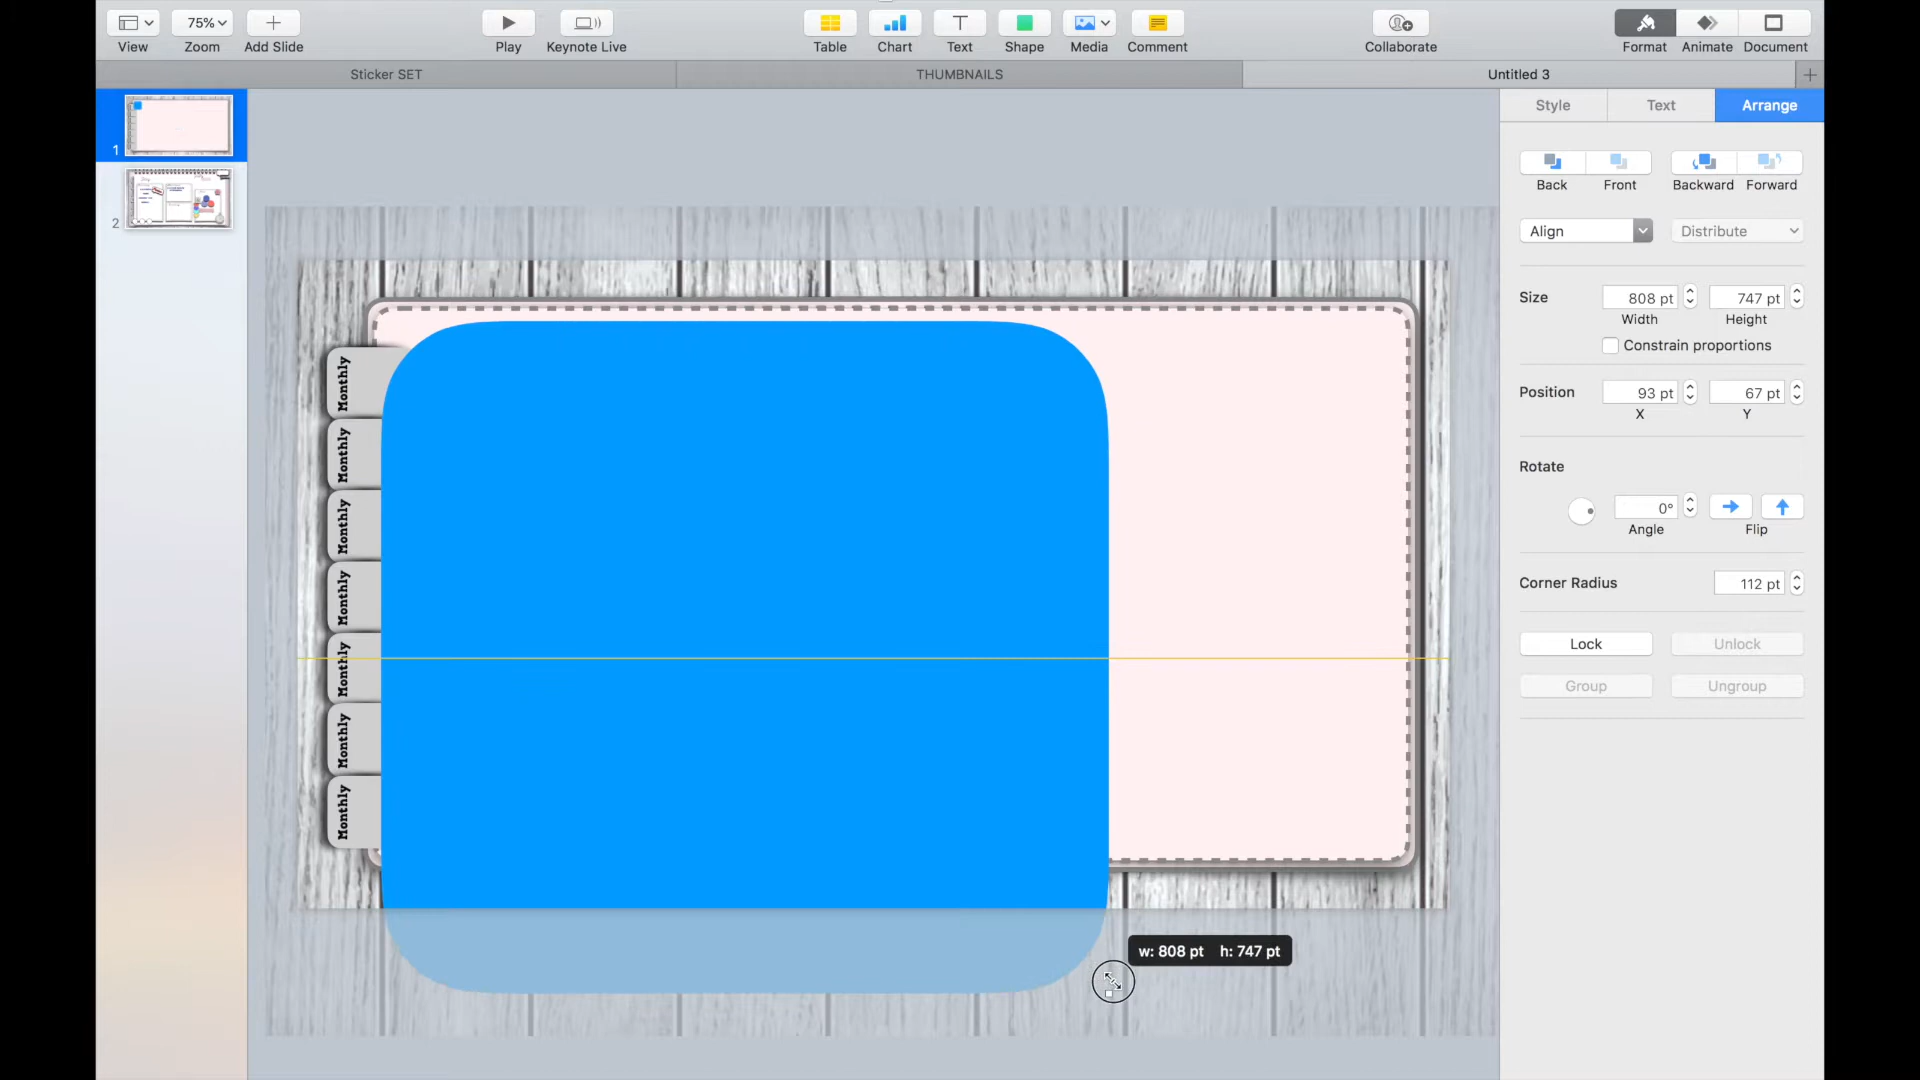 View
75%
Zoom
Add Slide
Play
Keynote Live
Table
Chart
Text
Shape
Media
Comment
Collaborate
Format
Animate
Document
Sticker SET
THUMBNAILS
Untitled 3
Style
Text
Arrange
1
2
Back
Front
Backward
Forward
Align
Distribute
Size
808 pt
747 pt
Width
Height
Constrain proportions
Position
93 pt
67 pt
X
Y
Rotate
0°
Angle
Flip
Corner Radius
112 pt
Lock
Unlock
Group
Ungroup
Monthly
Monthly
Monthly
Monthly
Monthly
Monthly
Monthly
w: 808 pt h: 747 pt